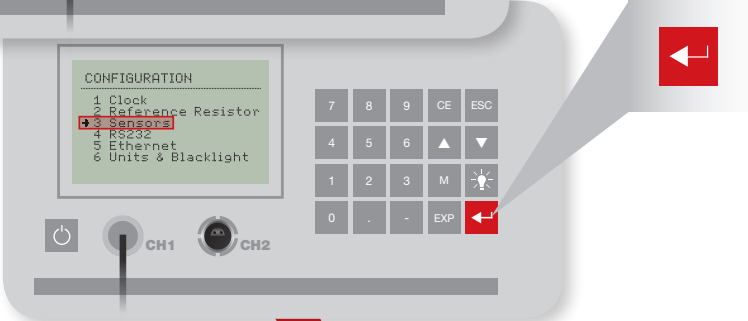 CONFIGURATION
1 Clock
2 Reference Resistor
3 Sensors
4 RS232
5 Ethernet
6 Units & Blacklight
7 8 9 CE ESC
4 5 6
1 2 3 M
0 . - EXP
CH1
CH2